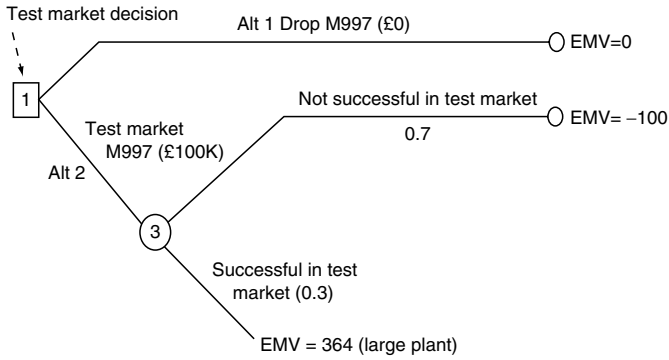 Test market decision
Alt 1 Drop M997 (£0)
EMV=0
1
Not successful in test market
EMV= –100
Test market
M997 (£100K)
0.7
Alt 2
3
Successful in test
market (0.3)
EMV = 364 (large plant)